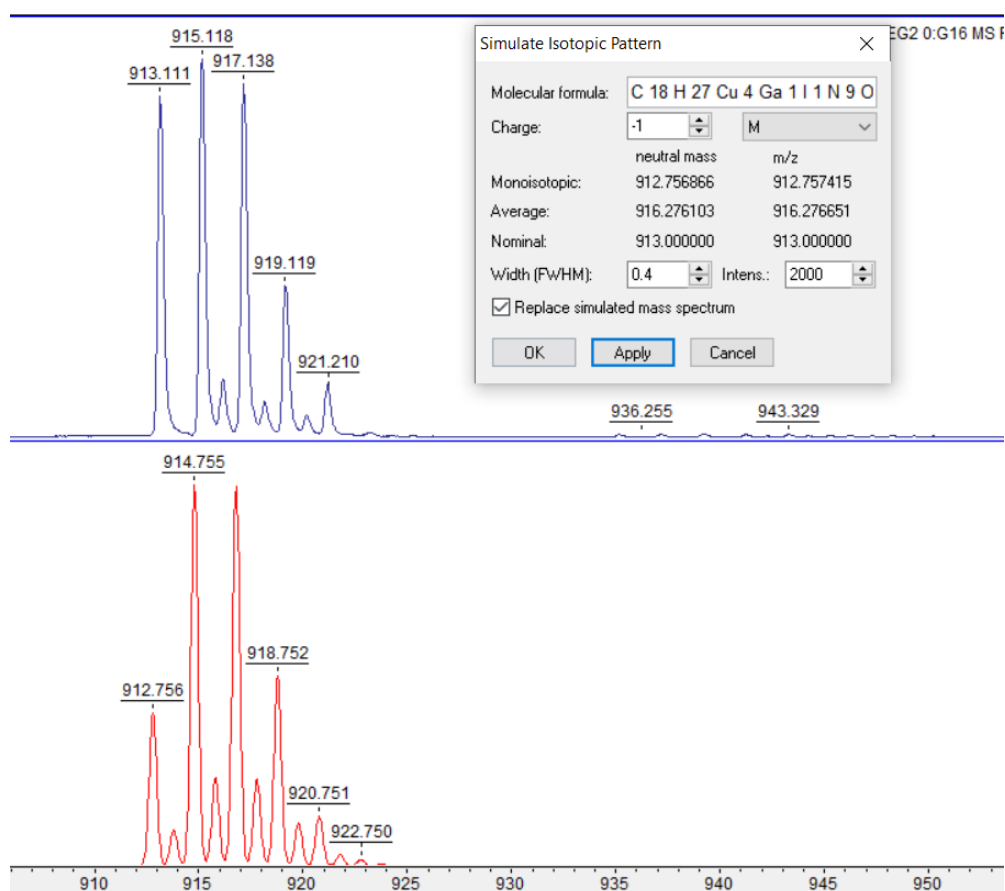 915.118
913.111
917.138
919.119
921.210
936.255
943.329
EG2 0:G16 MS
Simulate Isotopic Pattern
Molecular formula: C 18 H 27 Cu 4 Ga 1 I 1 N 9 O
Charge: -1 M
neutral mass m/z
Monoisotopic: 912.756866 912.757415
Average: 916.276103 916.276651
Nominal: 913.000000 913.000000
Width (FWHM): 0.4 Intens.: 2000
Replace simulated mass spectrum
OK Apply Cancel
914.755
912.756
918.752
920.751
922.750
910 915 920 925 930 935 940 945 950